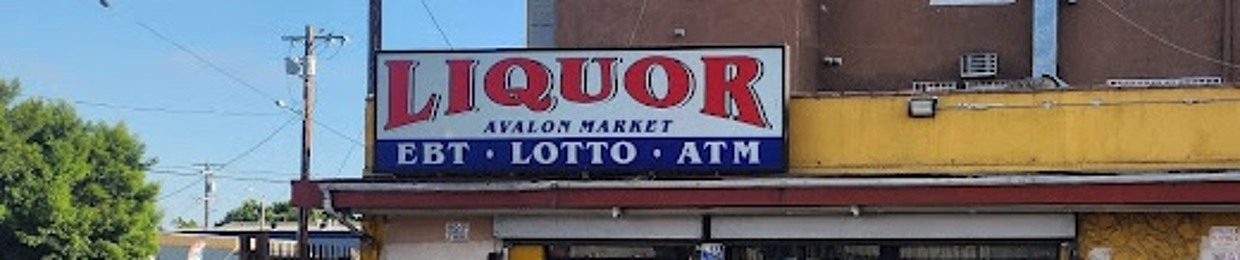 LIQUOR
AVALON MARKET
EBT • LOTTO • ATM